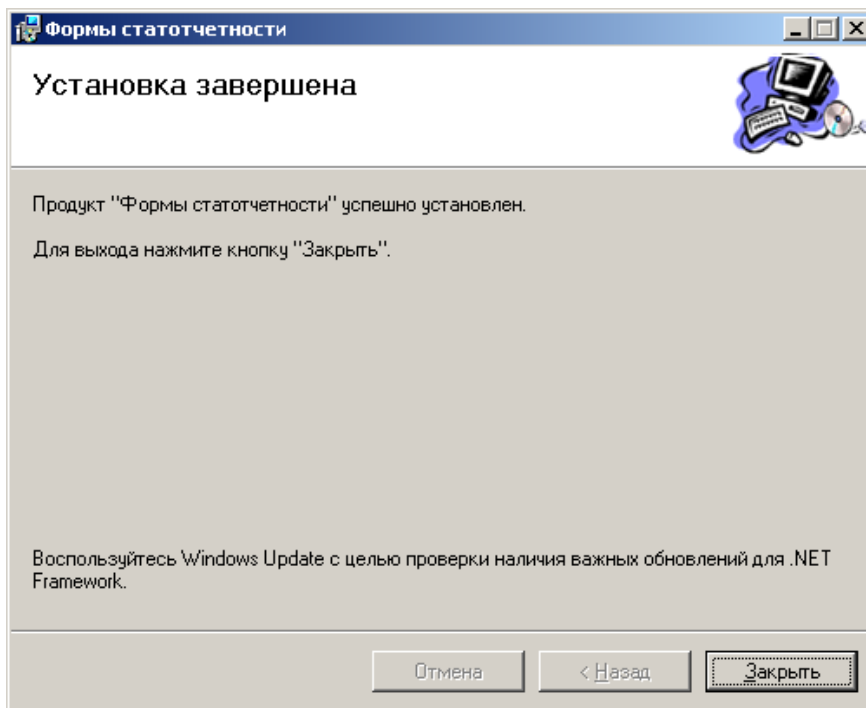 Формы статотчетности
Установка завершена
Продукт "Формы статотчетности" успешно установлен.
Для выхода нажмите кнопку "Закрыть".
Воспользуйтесь Windows Update с целью проверки наличия важных обновлений для .NET
Framework.
Отмена
< Назад
Закрыть